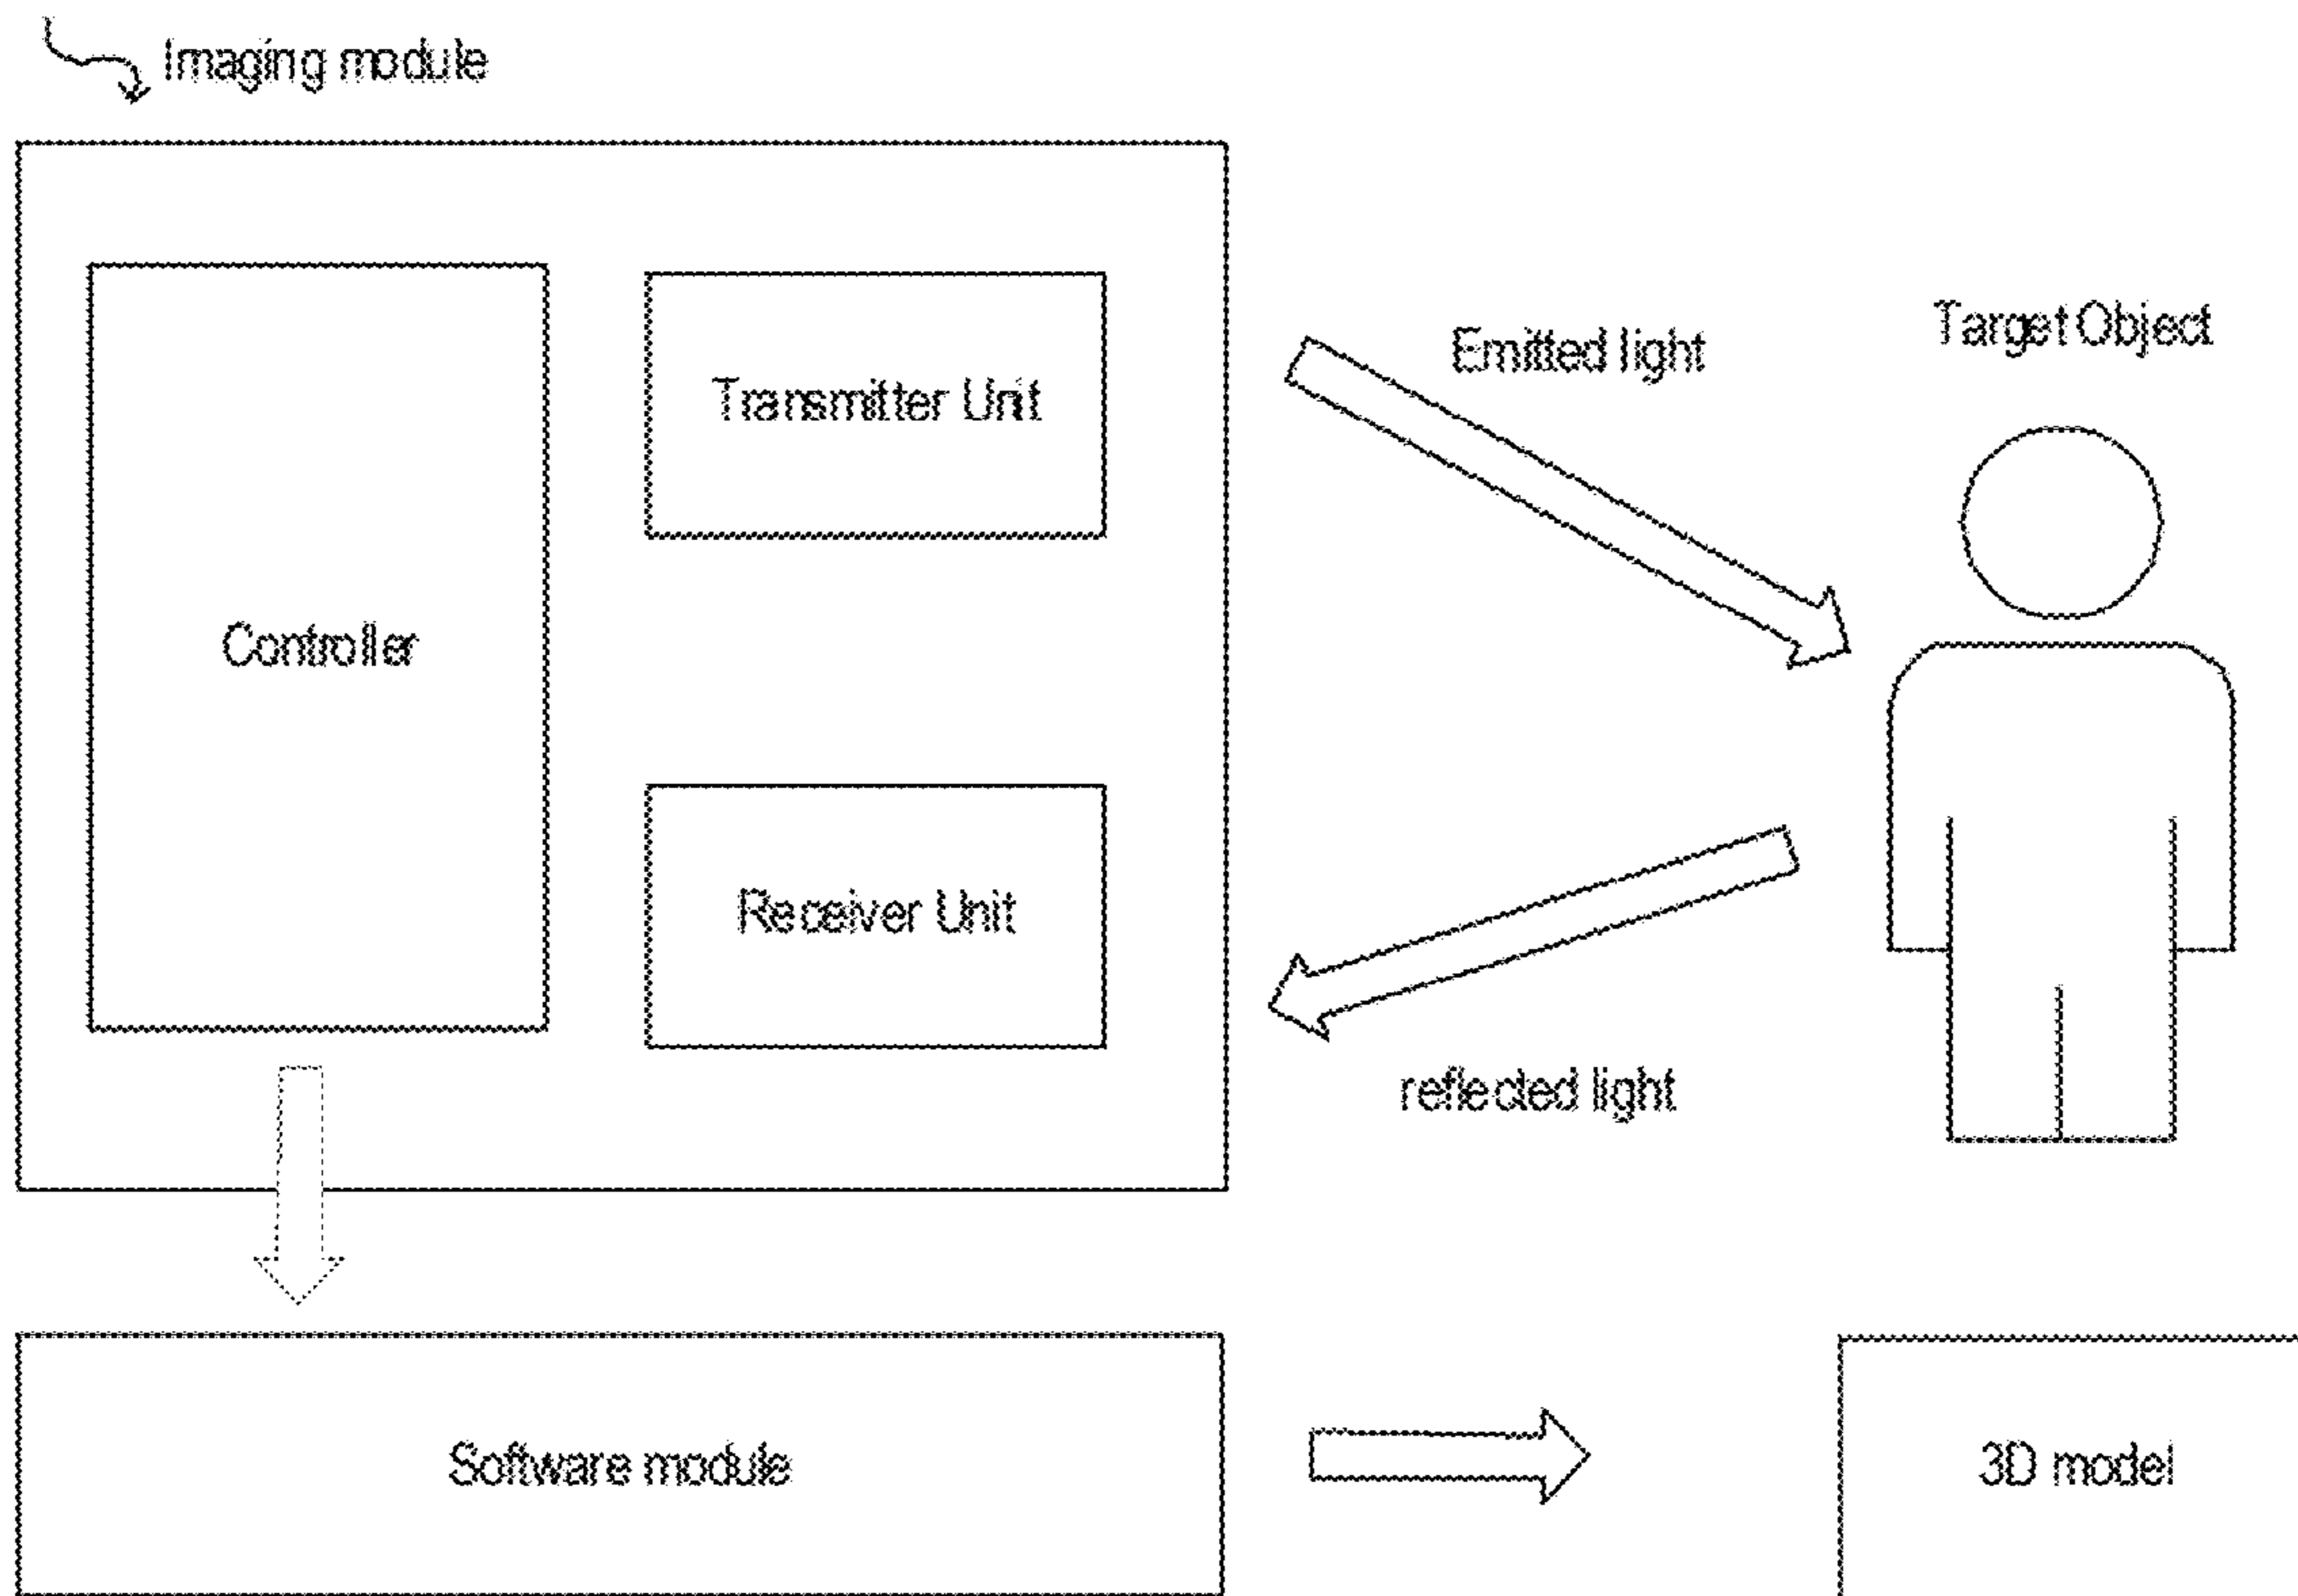 Imaging module
Transmitter Unit
Controller
Receiver Unit
Emitted light
Target Object
reflected light
Software module
3D model